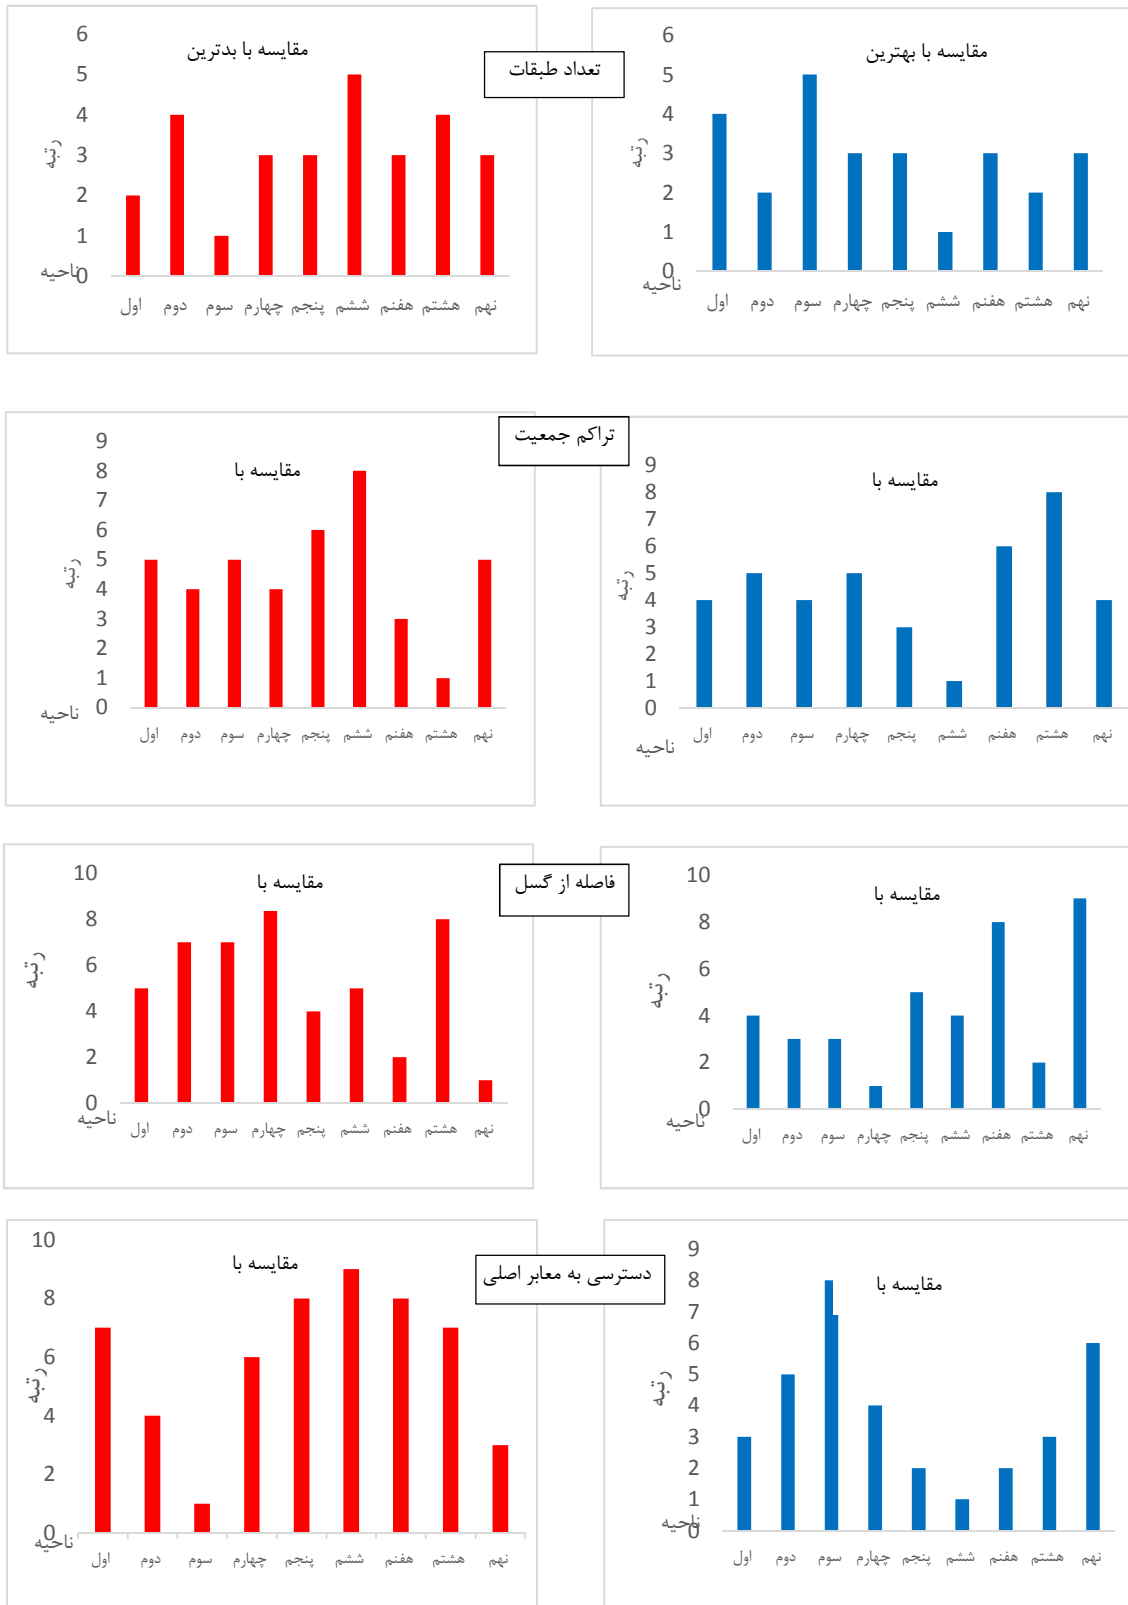 تعداد طبقات
مقایسه با بهترین
6
5
4
3
2
1
0
رتبه
ناحیه
اول دوم سوم چهارم پنجم ششم هفتم هشتم نهم
مقایسه با بدترین
6
5
4
3
2
1
0
رتبه
ناحیه
اول دوم سوم چهارم پنجم ششم هفتم هشتم نهم
تراکم جمعیت
مقایسه با
9
8
7
6
5
4
3
2
1
0
رتبه
ناحیه
اول دوم سوم چهارم پنجم ششم هفتم هشتم نهم
مقایسه با
9
8
7
6
5
4
3
2
1
0
رتبه
ناحیه
اول دوم سوم چهارم پنجم ششم هفتم هشتم نهم
فاصله از گسل
مقایسه با
10
8
6
4
2
0
رتبه
ناحیه
اول دوم سوم چهارم پنجم ششم هفتم هشتم نهم
مقایسه با
10
8
6
4
2
0
رتبه
ناحیه
اول دوم سوم چهارم پنجم ششم هفتم هشتم نهم
دسترسی به معابر اصلی
مقایسه با
9
8
7
6
5
4
3
2
1
0
رتبه
ناحیه
اول دوم سوم چهارم پنجم ششم هفتم هشتم نهم
مقایسه با
10
8
6
4
2
0
رتبه
ناحیه
اول دوم سوم چهارم پنجم ششم هفتم هشتم نهم